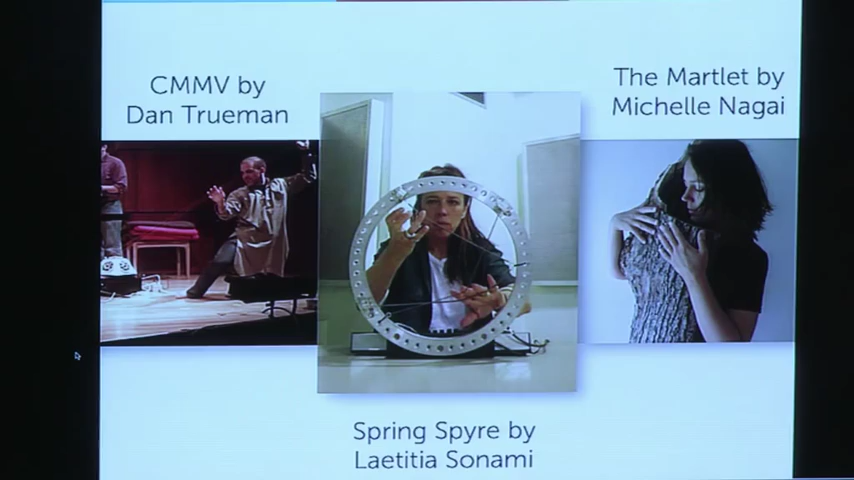 CMMV by
Dan Trueman
The Martlet by
Michelle Nagai
Spring Spyre by
Laetitia Sonami